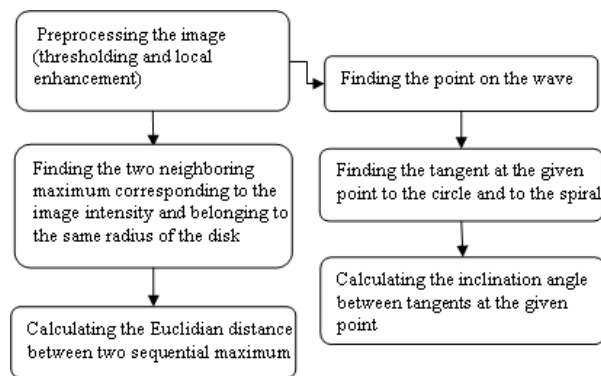 Preprocessing the image
(thresholding and local
enhancement)
Finding the point on the wave
Finding the two neighboring
maximum corresponding to the
image intensity and belonging to
the same radius of the disk
Finding the tangent at the given
point to the circle and to the spiral
Calculating the inclination angle
between tangents at the given
point
Calculating the Euclidian distance
between two sequential maximum